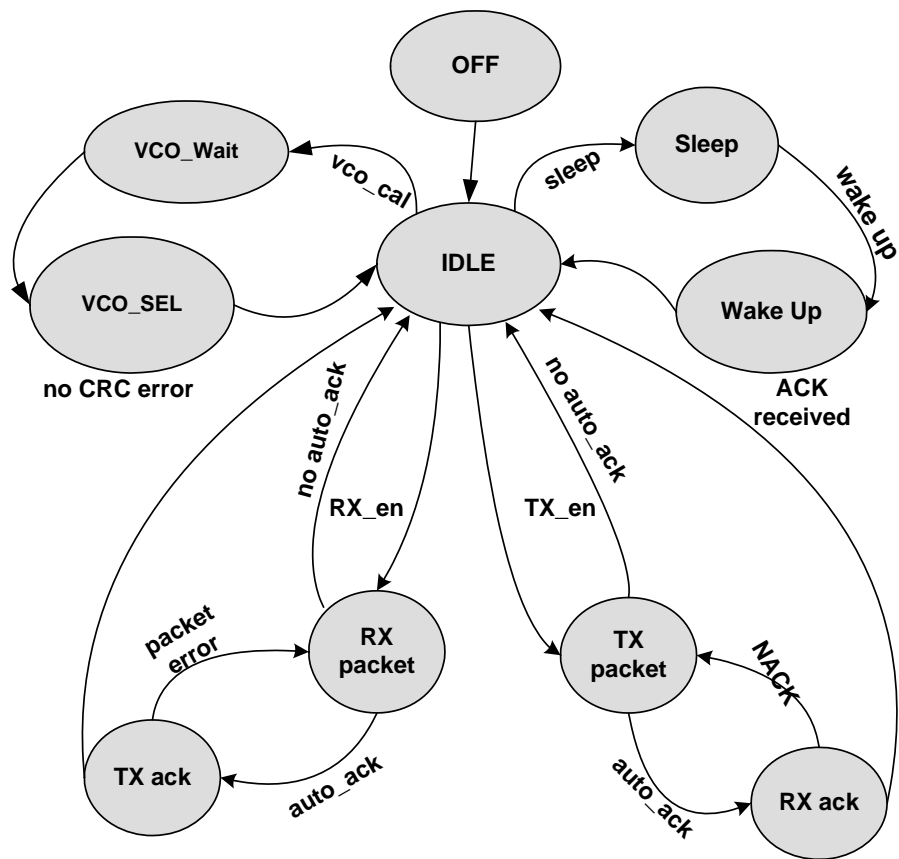 OFF
VCO_Wait
Sleep
vco_cal
sleep
wake up
IDLE
VCO_SEL
Wake Up
no CRC error
ACK
received
no auto_ack
no auto_ack
RX_en
TX_en
packet
error
RX
packet
TX
packet
NACK
TX ack
auto_ack
auto_ack
RX ack